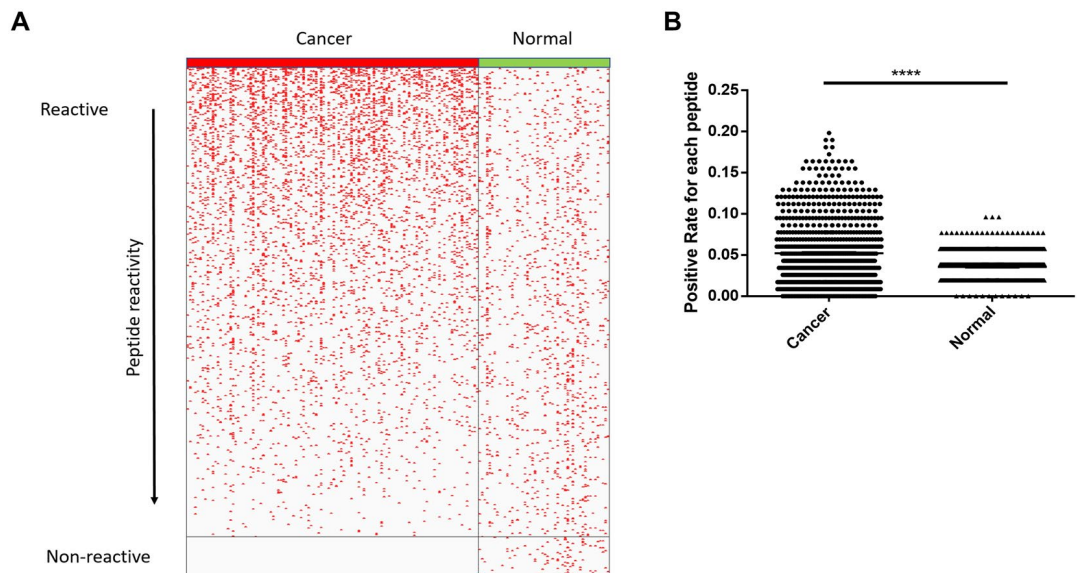 A
Cancer
Normal
Reactive
Peptide reactivity
Non-reactive
B
****
Positive Rate for each peptide
0.25
0.20
0.15
0.10
0.05
0.00
Cancer
Normal